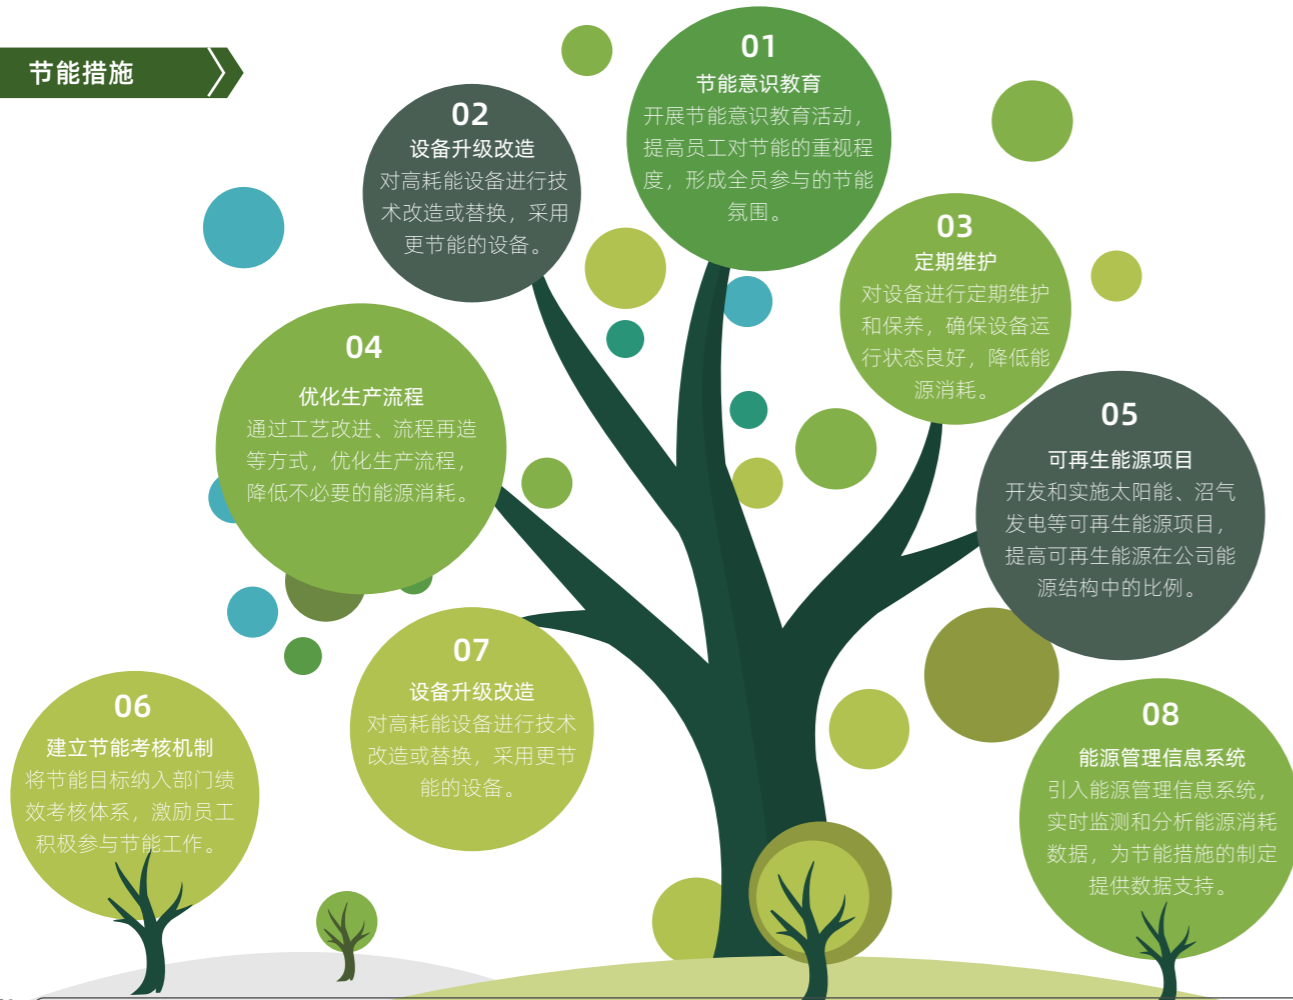 节能措施
01
节能意识教育
开展节能意识教育活动，
提高员工对节能的重视程
度，形成全员参与的节能
氛围。
02
设备升级改造
对高耗能设备进行技
术改造或替换，采用
更节能的设备。
03
定期维护
对设备进行定期维护
和保养，确保设备运
行状态良好，降低能
源消耗。
04
优化生产流程
通过工艺改进、流程再造
等方式，优化生产流程，
降低不必要的能源消耗。
05
可再生能源项目
开发和实施太阳能、沼气
发电等可再生能源项目，
提高可再生能源在公司能
源结构中的比例。
06
建立节能考核机制
将节能目标纳入部门绩
效考核体系，激励员工
积极参与节能工作。
07
设备升级改造
对高耗能设备进行技术
改造或替换，采用更节
能的设备。
08
能源管理信息系统
引入能源管理信息系统，
实时监测和分析能源消耗
数据，为节能措施的制定
提供数据支持。